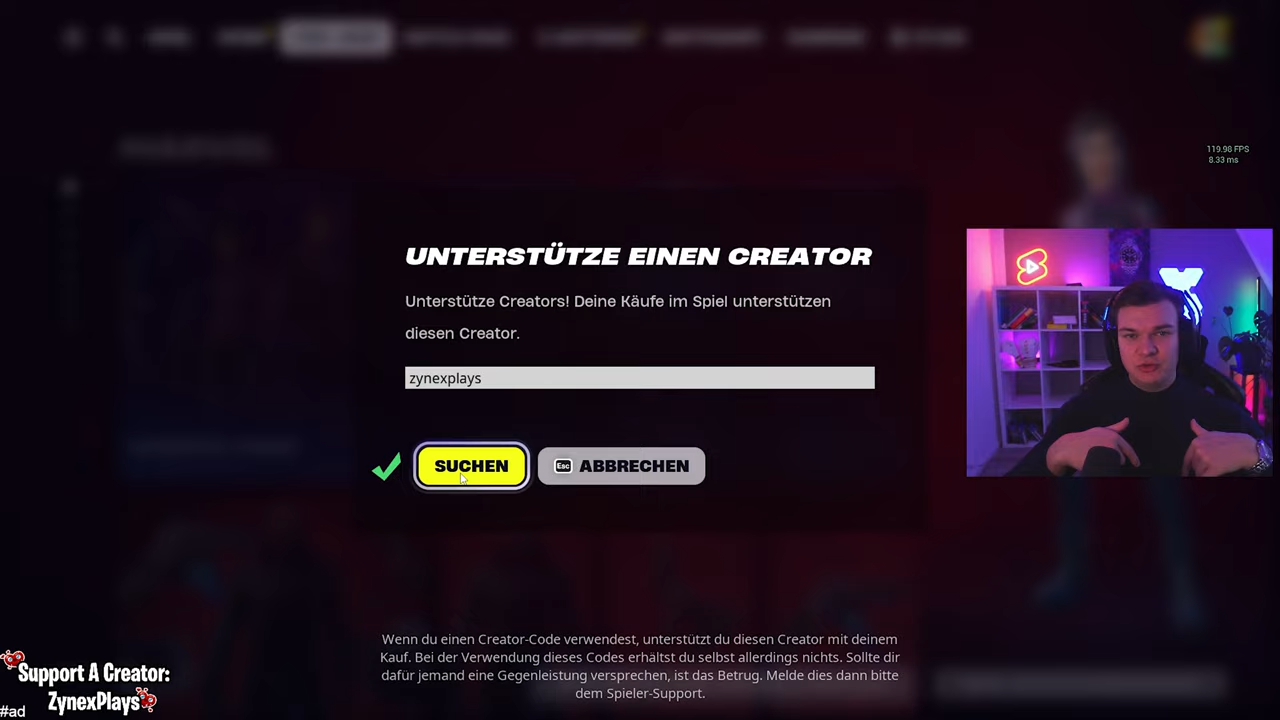 119.98 FPS
8.33 ms
UNTERSTÜTZE EINEN CREATOR
Unterstütze Creators! Deine Käufe im Spiel unterstützen
diesen Creator.
zynexplays
SUCHEN
Esc ABBRECHEN
Wenn du einen Creator-Code verwendest, unterstützt du diesen Creator mit deinem
Kauf. Bei der Verwendung dieses Codes erhältst du selbst allerdings nichts. Sollte dir
dafür jemand eine Gegenleistung versprechen, ist das Betrug. Melde dies dann bitte
dem Spieler-Support.
Support A Creator:
ZynexPlays
#ad